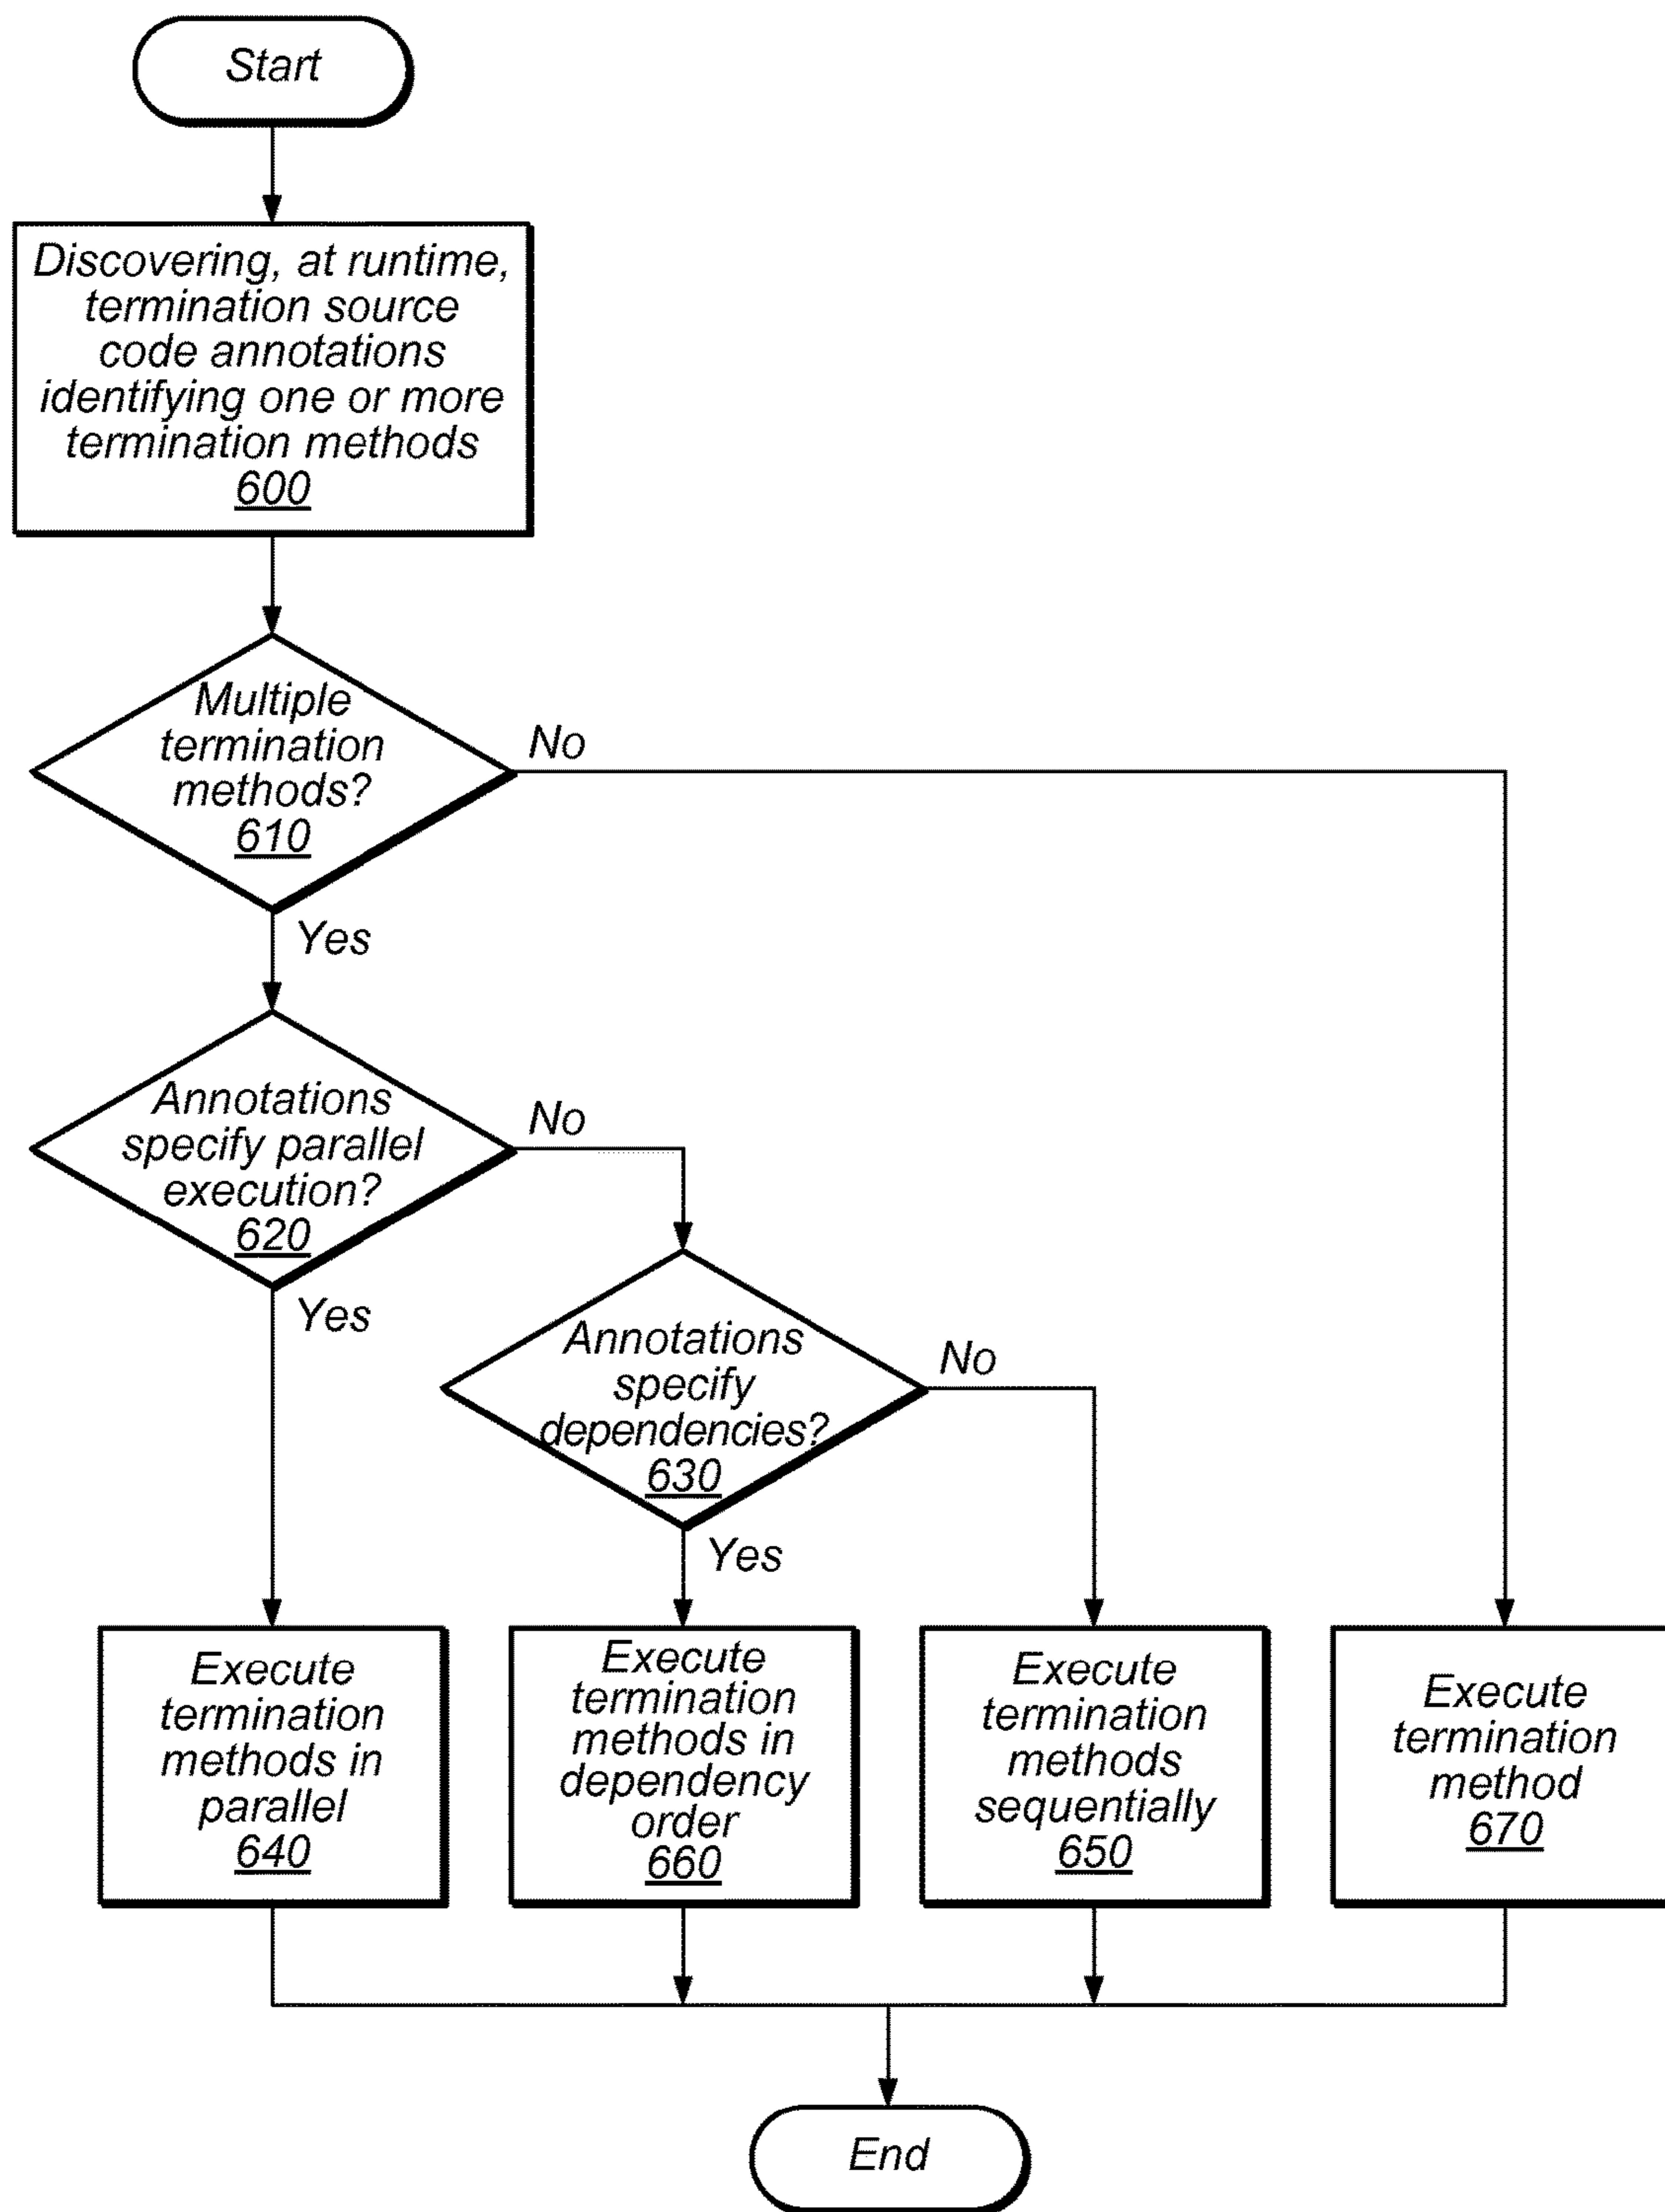 Start
Discovering, at runtime,
termination source
code annotations
identifying one or more
termination methods
600
Multiple
termination
methods?
610
No
Yes
Annotations
specify parallel
execution?
620
No
Yes
Annotations
specify
dependencies?
630
No
Yes
Execute
termination
methods in
parallel
640
Execute
termination
methods in
dependency
order
660
Execute
termination
methods
sequentially
650
Execute
termination
method
670
End